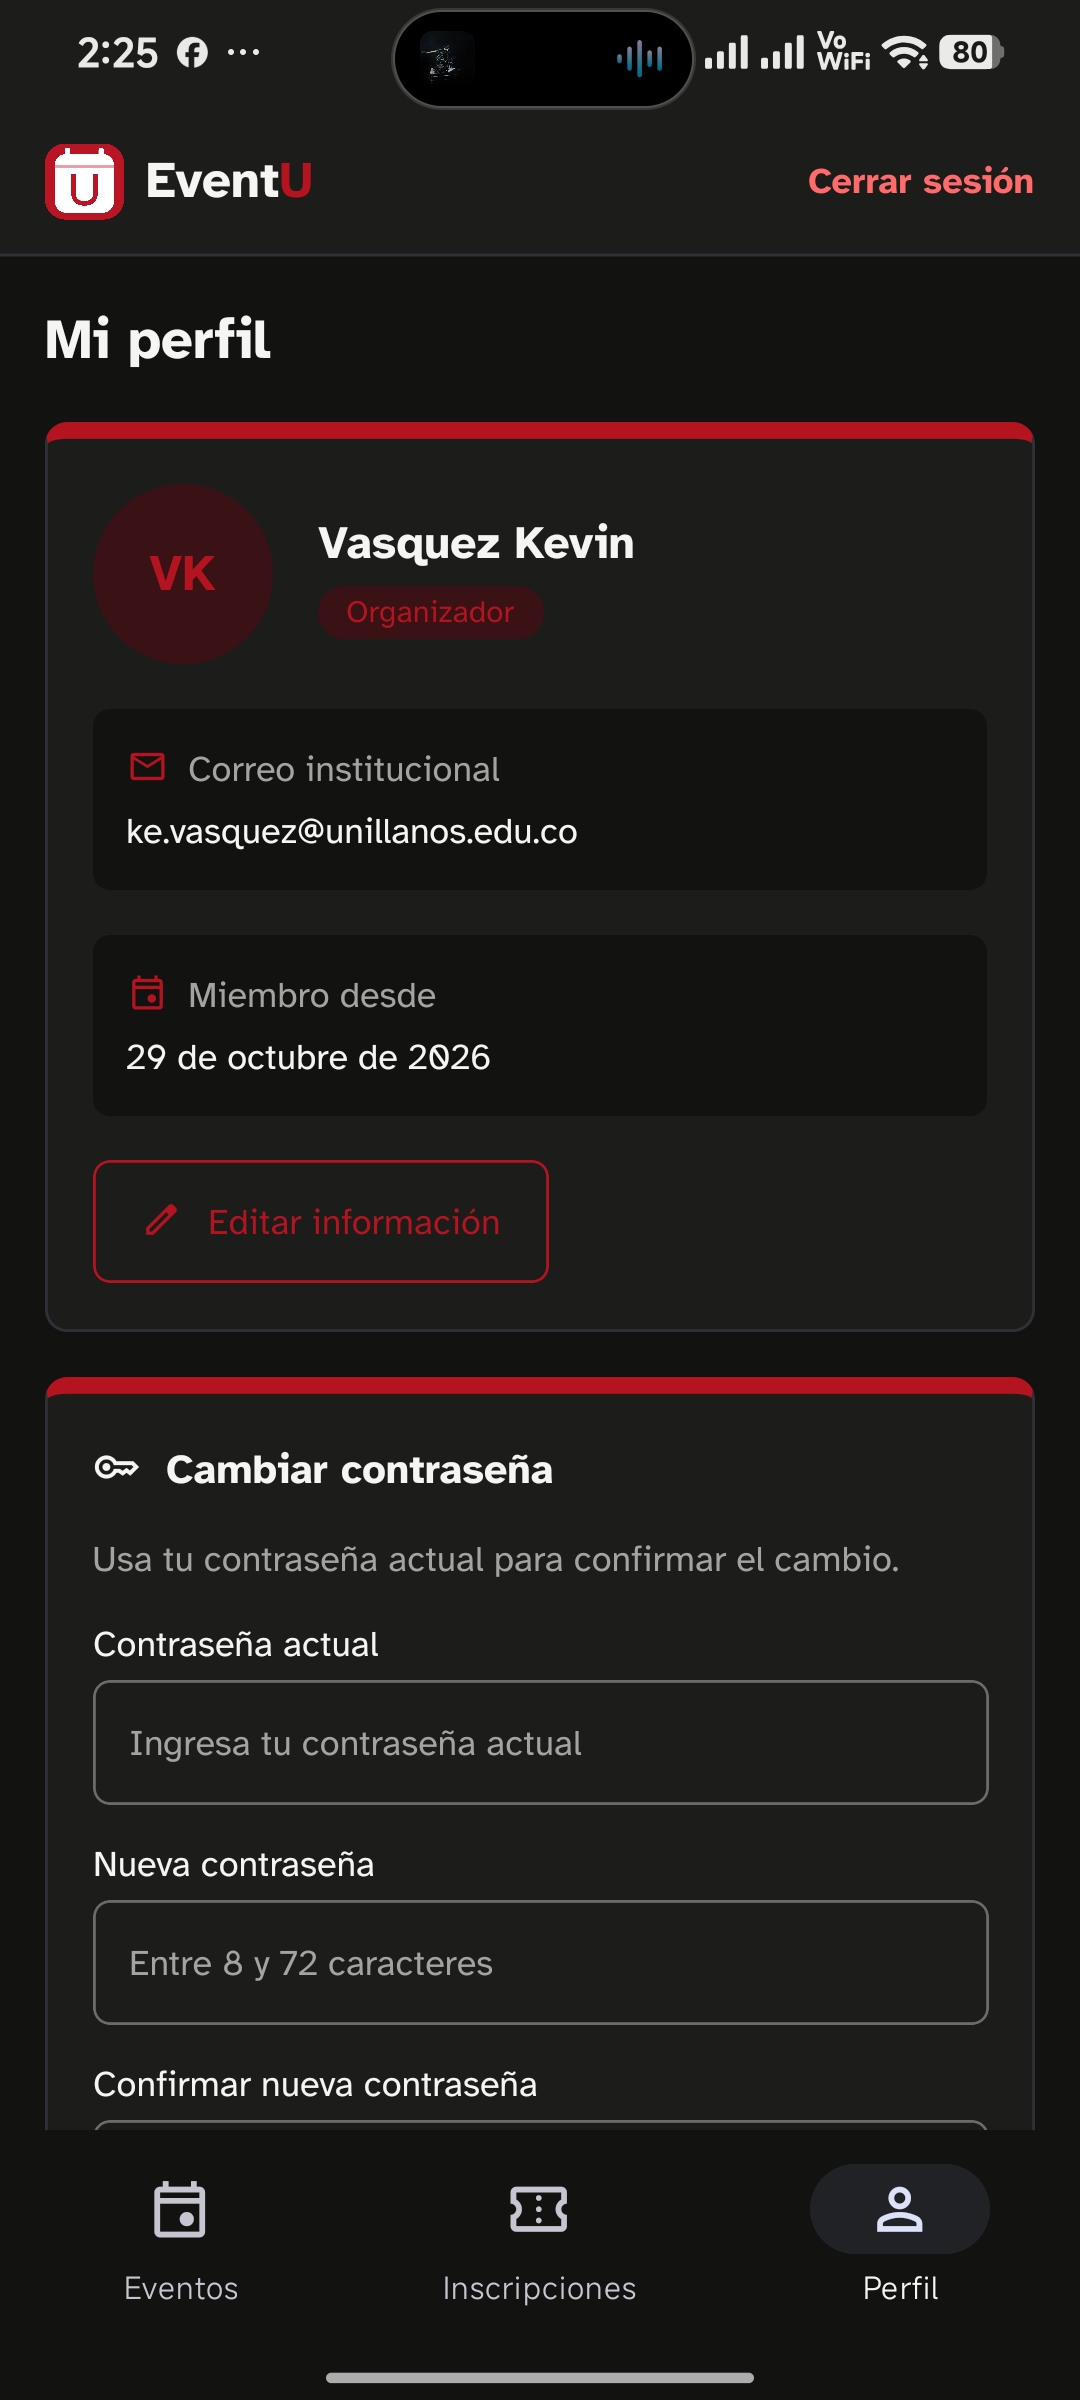 2:25
Vo
WiFi
80
U
EventU
Cerrar sesión
Mi perfil
VK
Vasquez Kevin
Organizador
Correo institucional
ke.vasquez@unillanos.edu.co
Miembro desde
29 de octubre de 2026
Editar información
Cambiar contraseña
Usa tu contraseña actual para confirmar el cambio.
Contraseña actual
Ingresa tu contraseña actual
Nueva contraseña
Entre 8 y 72 caracteres
Confirmar nueva contraseña
Eventos
Inscripciones
Perfil